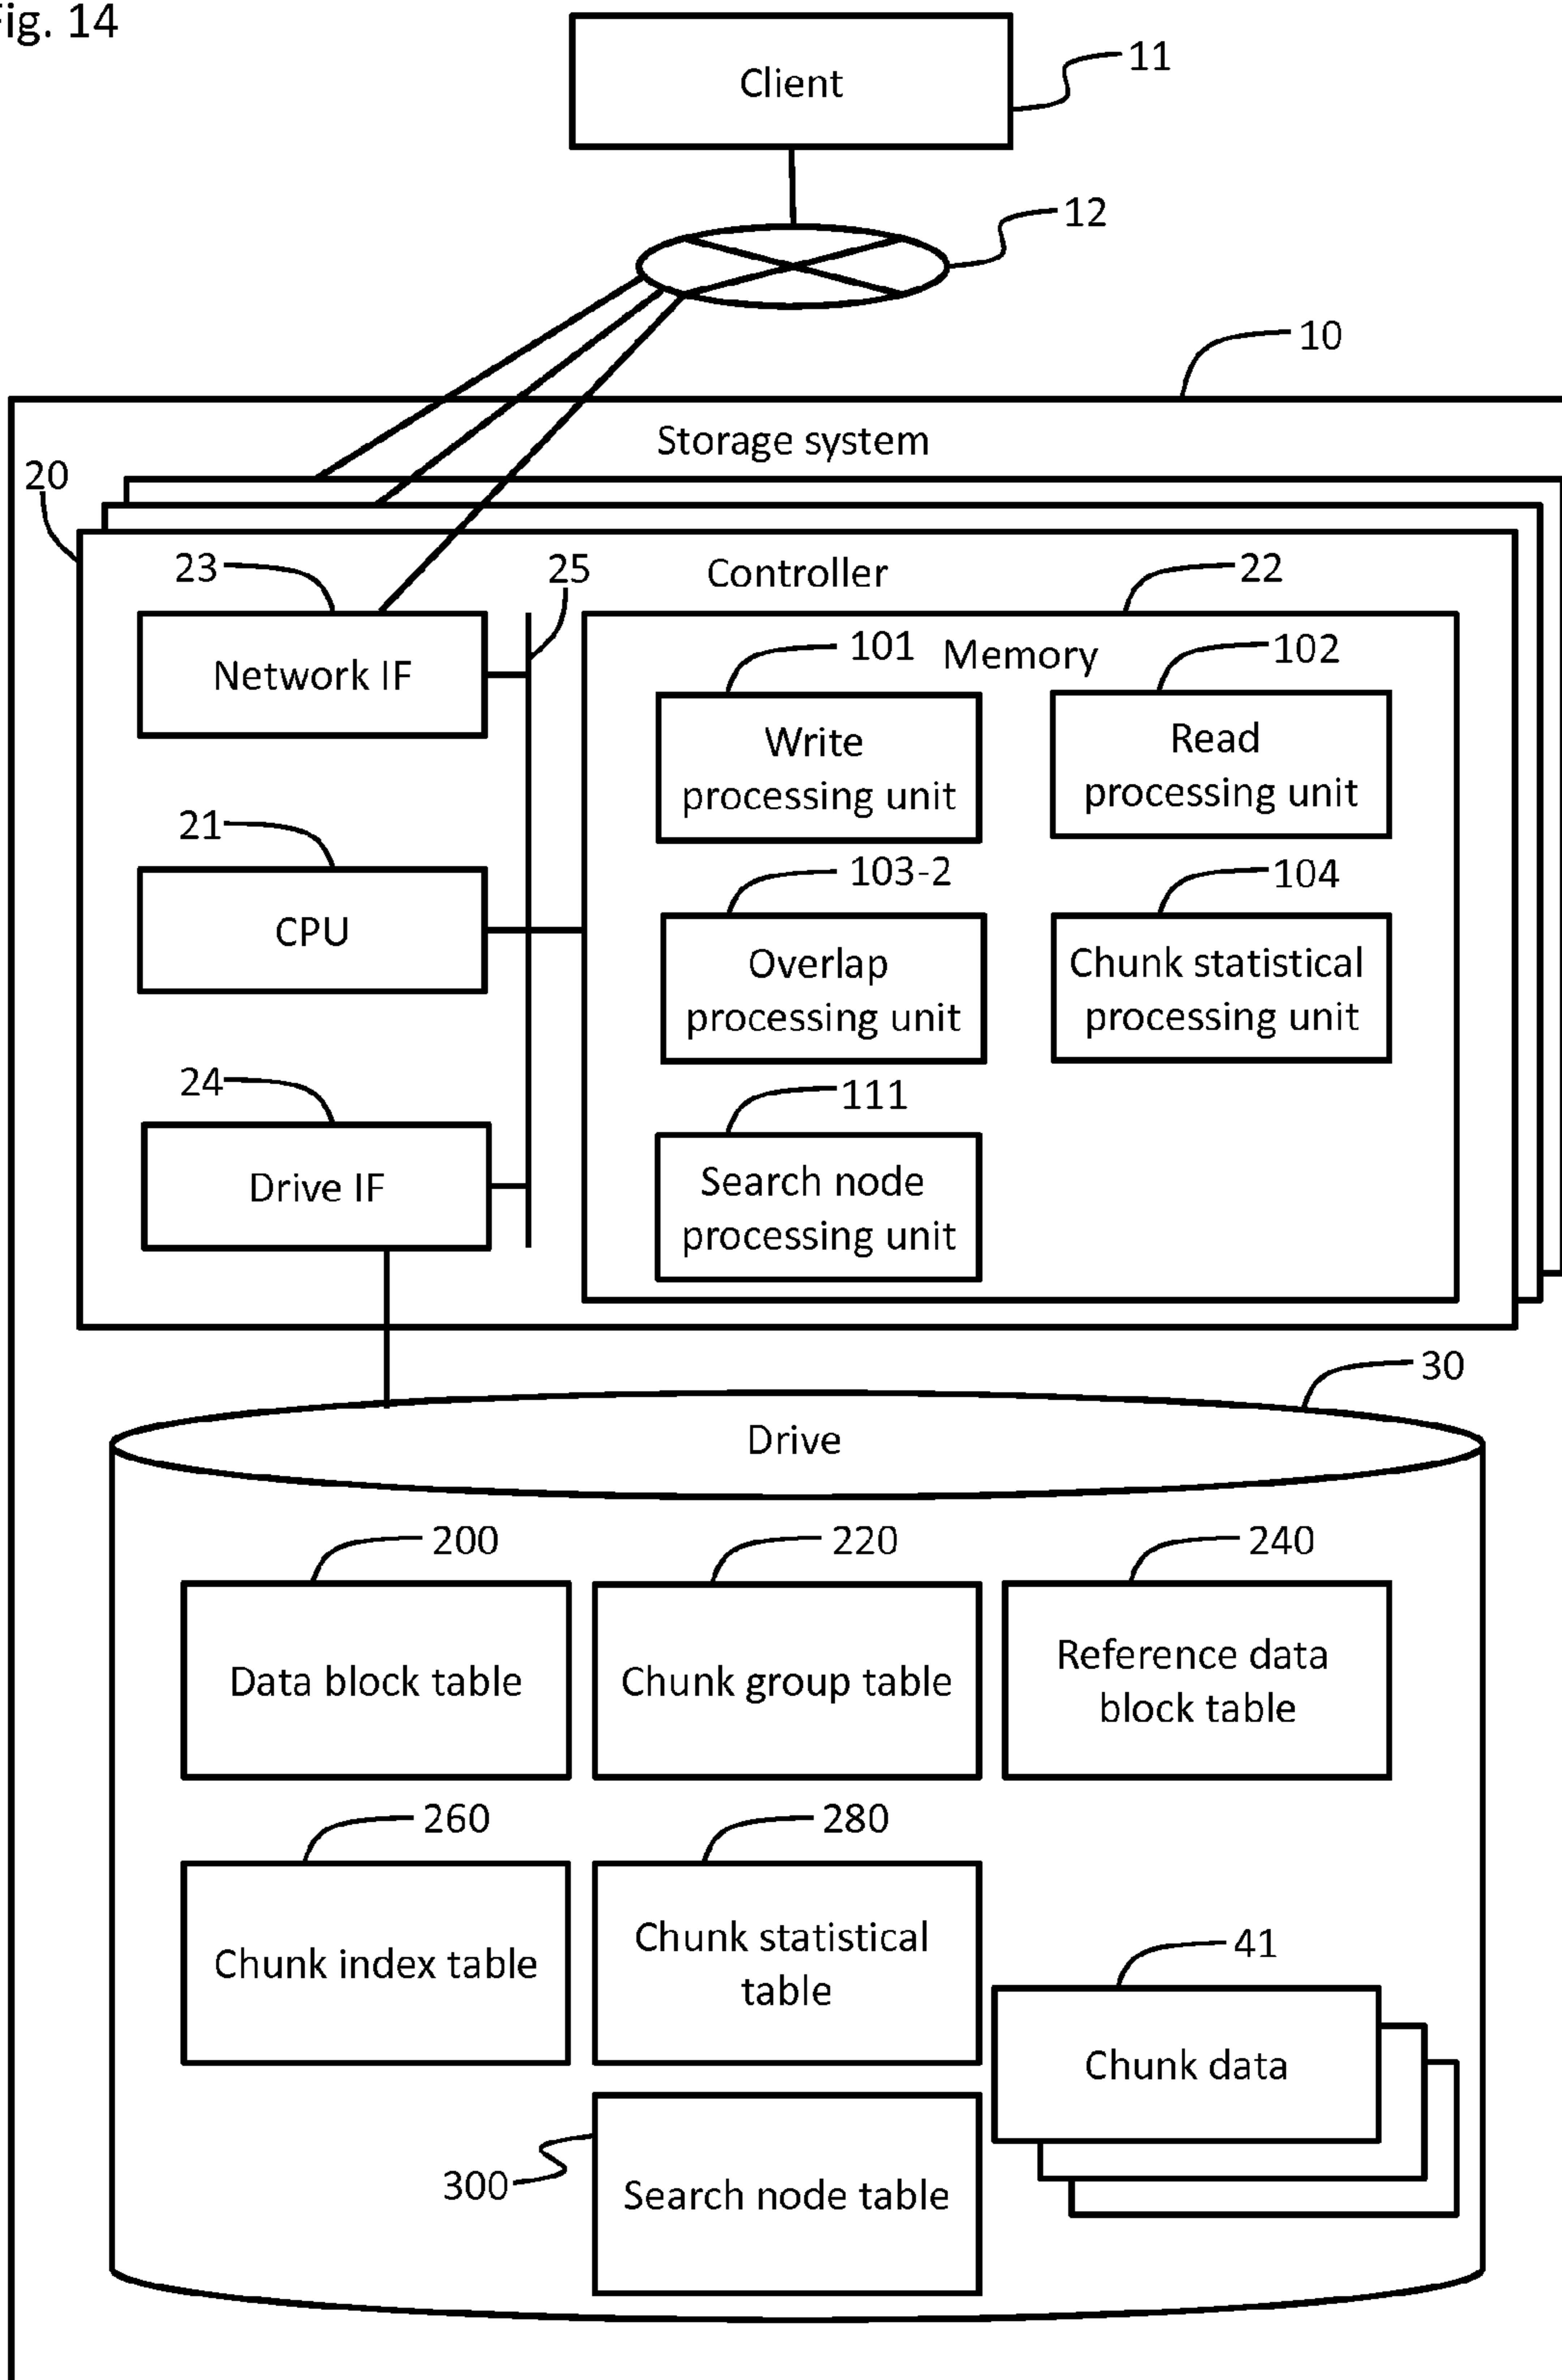 ig. 14
Client
11
12
10
Storage system
20
Controller
23
25
22
Network IF
101
Memory
102
Write
processing unit
Read
processing unit
21
CPU
103-2
104
Overlap
processing unit
Chunk statistical
processing unit
24
Drive IF
111
Search node
processing unit
30
Drive
200
220
240
Data block table
Chunk group table
Reference data
block table
260
280
Chunk index table
Chunk statistical
table
41
Chunk data
300
Search node table